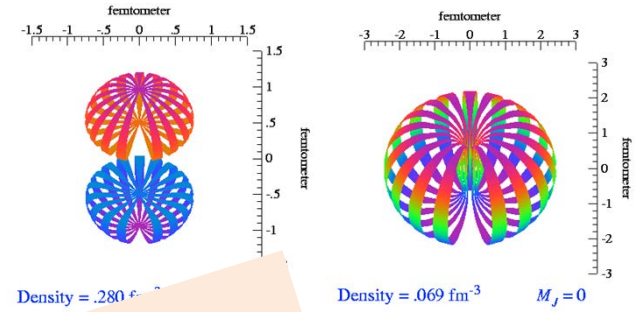 femtometer
-1.5 -1 -.5 0 .5 1 1.5
1.5
1
.5
0
-.5
-1
femtometer
Density = .280
femtometer
-3 -2 -1 0 1 2 3
3
2
1
0
-1
-2
-3
femtometer
Density = .069 fm-3 MJ = 0